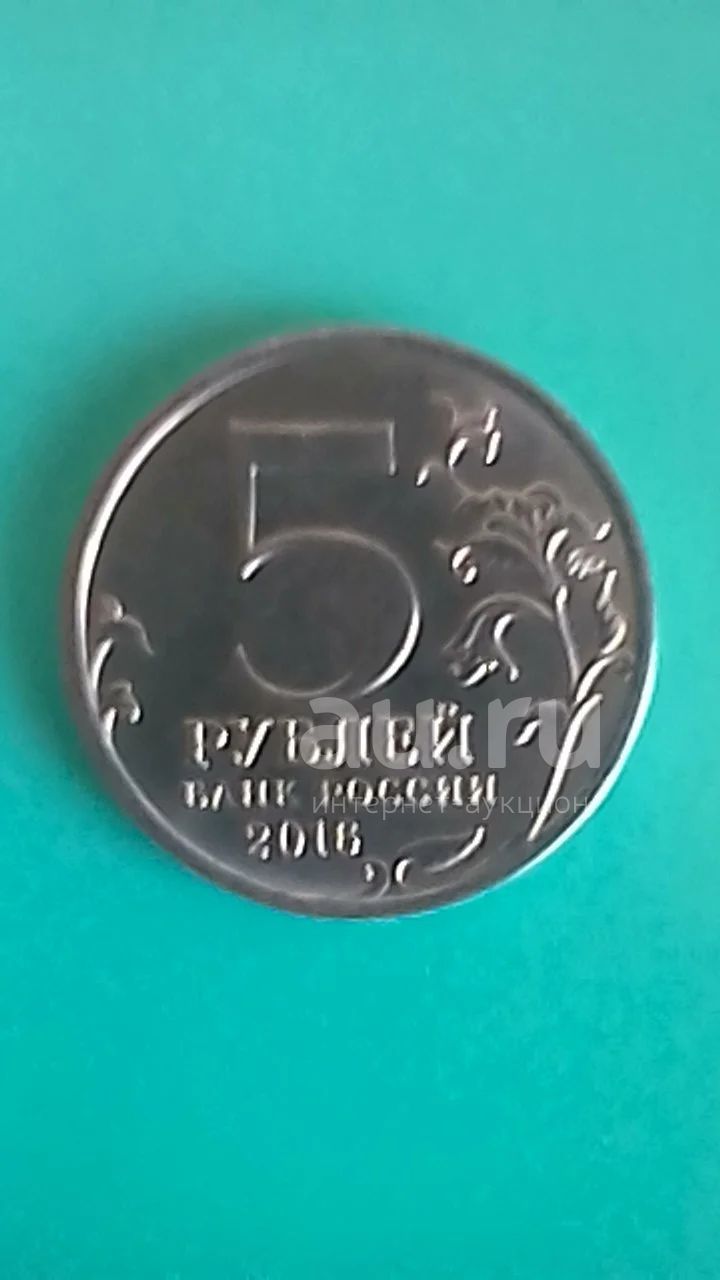 5
РУБЛЕЙ
БАНК РОССИИ
2016
au.ru
интернет-аукцион